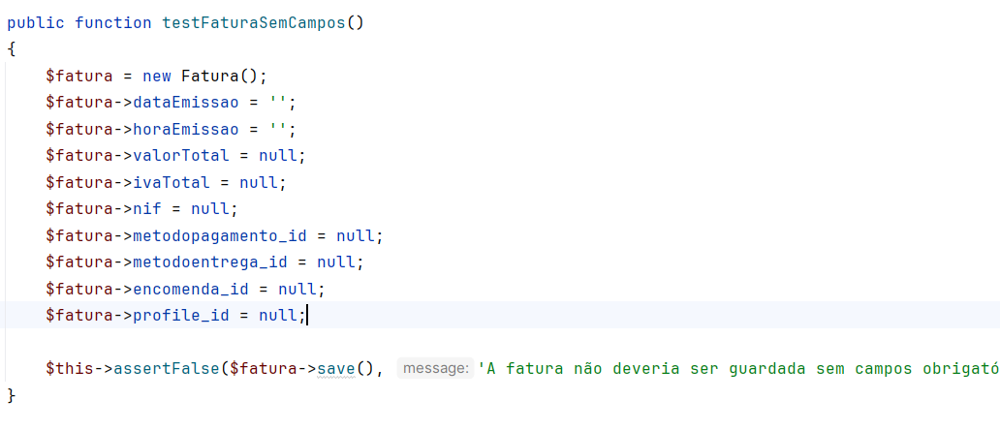 public function testFaturaSemCampos()
{
    $fatura = new Fatura();
    $fatura->dataEmissao = '';
    $fatura->horaEmissao = '';
    $fatura->valorTotal = null;
    $fatura->ivaTotal = null;
    $fatura->nif = null;
    $fatura->metodopagamento_id = null;
    $fatura->metodoentrega_id = null;
    $fatura->encomenda_id = null;
    $fatura->profile_id = null;
    $this->assertFalse($fatura->save(), message: 'A fatura não deveria ser guardada sem campos obrigató
}